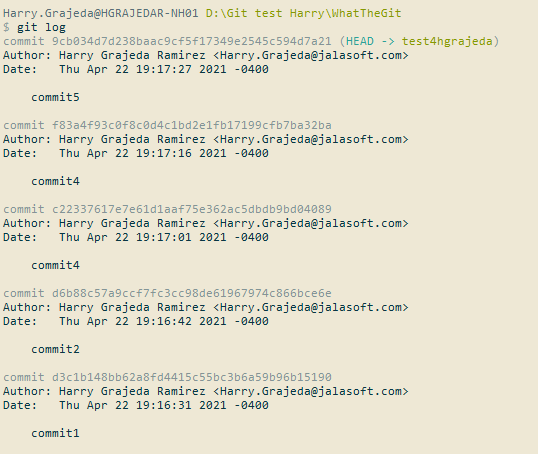 Harry.Grajeda@HGRAJEDAR-NH01 D:\Git test Harry\WhatTheGit
$ git log
commit 9cb034d7d238baac9cf5f17349e2545c594d7a21 (HEAD -> test4hgrajeda)
Author: Harry Grajeda Ramirez <Harry.Grajeda@jalasoft.com>
Date:   Thu Apr 22 19:17:27 2021 -0400
commit5
commit f83a4f93c0f8c0d4c1bd2e1fb17199cfb7ba32ba
Author: Harry Grajeda Ramirez <Harry.Grajeda@jalasoft.com>
Date:   Thu Apr 22 19:17:16 2021 -0400
commit4
commit c22337617e7e61d1aaf75e362ac5dbdb9bd04089
Author: Harry Grajeda Ramirez <Harry.Grajeda@jalasoft.com>
Date:   Thu Apr 22 19:17:01 2021 -0400
commit4
commit d6b88c57a9ccf7fc3cc98de61967974c866bce6e
Author: Harry Grajeda Ramirez <Harry.Grajeda@jalasoft.com>
Date:   Thu Apr 22 19:16:42 2021 -0400
commit2
commit d3c1b148bb62a8fd4415c55bc3b6a59b96b15190
Author: Harry Grajeda Ramirez <Harry.Grajeda@jalasoft.com>
Date:   Thu Apr 22 19:16:31 2021 -0400
commit1